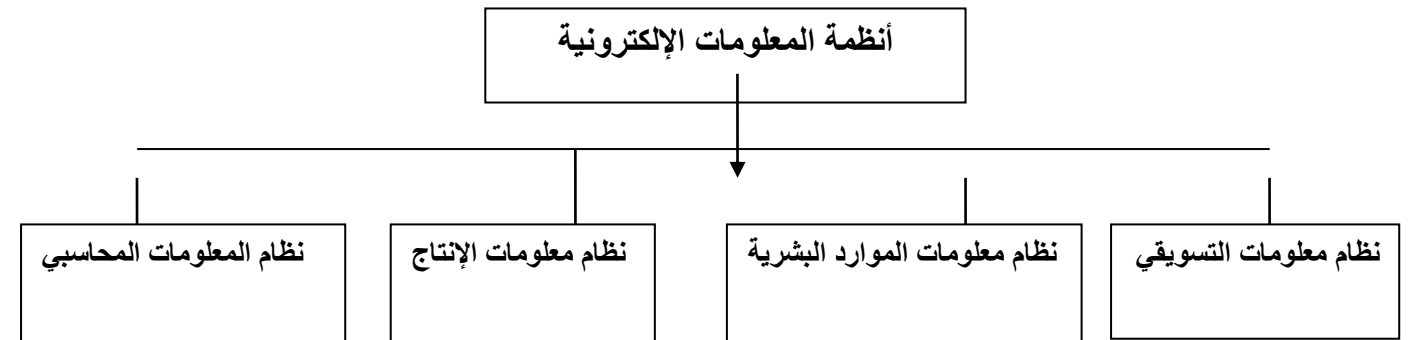 أنظمة المعلومات الإلكترونية
نظام معلومات التسويقي
نظام معلومات الموارد البشرية
نظام معلومات الإنتاج
نظام المعلومات المحاسبي